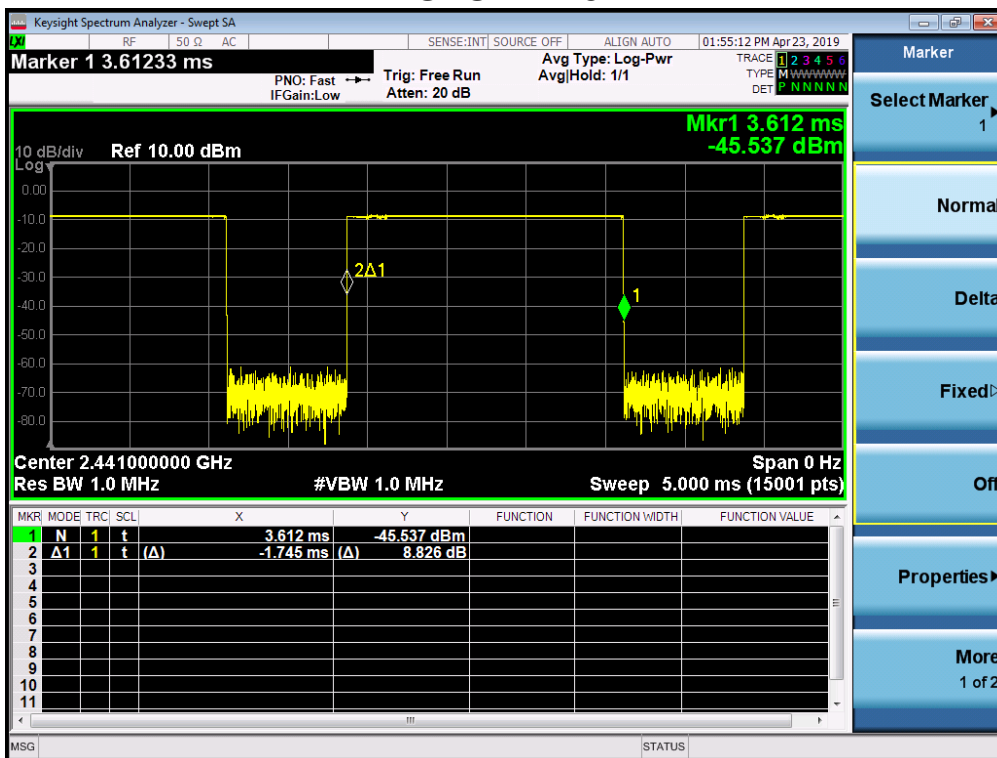 Keysight Spectrum Analyzer - Swept SA
LXI RF 50 Ω AC SENSE:INT SOURCE OFF ALIGN AUTO 01:55:12 PM Apr 23, 2019
Marker 1 3.61233 ms
PNO: Fast
IFGain:Low
Trig: Free Run
Atten: 20 dB
Avg Type: Log-Pwr
Avg|Hold: 1/1
TRACE 1 2 3 4 5 6
TYPE M W W W W W
DET P N N N N N
Mkr1 3.612 ms
-45.537 dBm
10 dB/div Ref 10.00 dBm
Log
0.00
-10.0
-20.0
-30.0
-40.0
-50.0
-60.0
-70.0
-80.0
2Δ1
1
Center 2.441000000 GHz Span 0 Hz
Res BW 1.0 MHz #VBW 1.0 MHz Sweep 5.000 ms (15001 pts)
MKR MODE TRC SCL X Y FUNCTION FUNCTION WIDTH FUNCTION VALUE
1 N 1 t 3.612 ms -45.537 dBm
2 Δ1 1 t (Δ) -1.745 ms (Δ) 8.826 dB
3
4
5
6
7
8
9
10
11
MSG STATUS
Marker
Select Marker
1
Normal
Delta
Fixed
Off
Properties
More
1 of 2